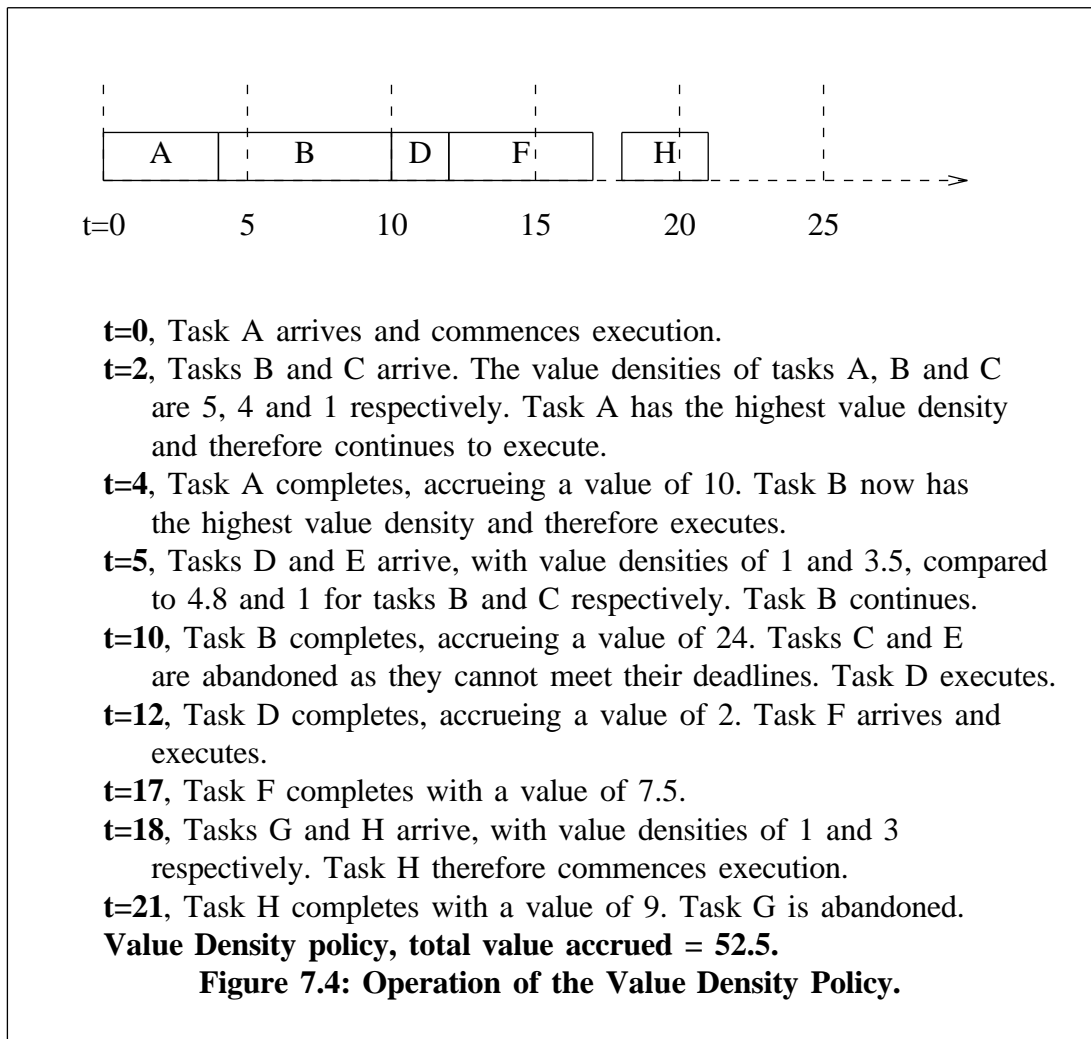 A B D F H
t=0 5 10 15 20 25
t=0, Task A arrives and commences execution.
t=2, Tasks B and C arrive. The value densities of tasks A, B and C
are 5, 4 and 1 respectively. Task A has the highest value density
and therefore continues to execute.
t=4, Task A completes, accrueing a value of 10. Task B now has
the highest value density and therefore executes.
t=5, Tasks D and E arrive, with value densities of 1 and 3.5, compared
to 4.8 and 1 for tasks B and C respectively. Task B continues.
t=10, Task B completes, accrueing a value of 24. Tasks C and E
are abandoned as they cannot meet their deadlines. Task D executes.
t=12, Task D completes, accrueing a value of 2. Task F arrives and
executes.
t=17, Task F completes with a value of 7.5.
t=18, Tasks G and H arrive, with value densities of 1 and 3
respectively. Task H therefore commences execution.
t=21, Task H completes with a value of 9. Task G is abandoned.
Value Density policy, total value accrued = 52.5.
Figure 7.4: Operation of the Value Density Policy.